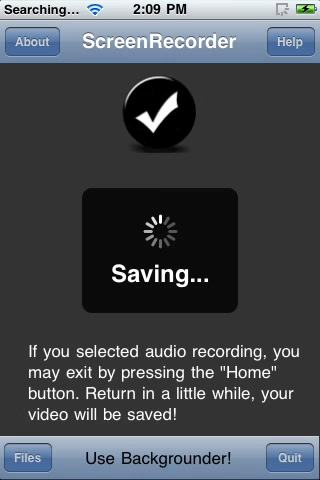 Searching... 2:09 PM
About ScreenRecorder Help
Saving...
If you selected audio recording, you
may exit by pressing the "Home"
button. Return in a little while, your
video will be saved!
Files Use Backgrounder! Quit